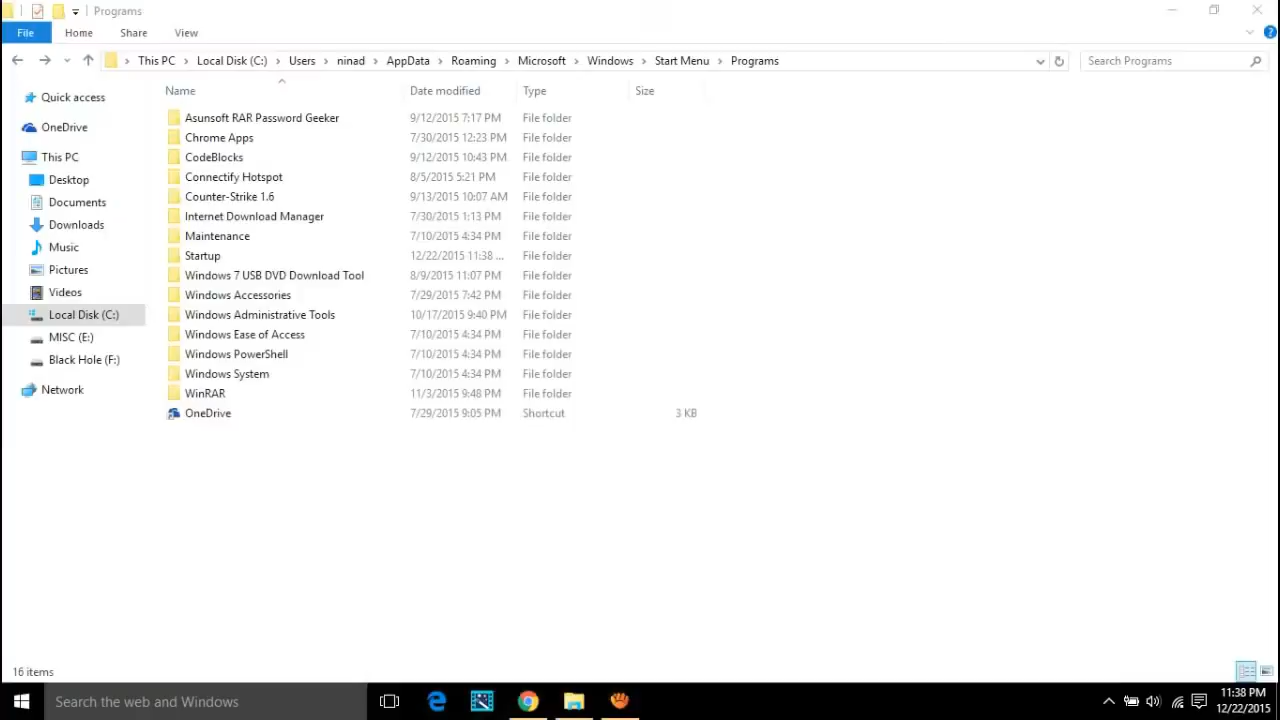 Programs
File Home Share View
This PC Local Disk (C:) Users ninad AppData Roaming Microsoft Windows Start Menu Programs Search Programs
Name Date modified Type Size
Quick access
OneDrive
This PC
Desktop
Documents
Downloads
Music
Pictures
Videos
Local Disk (C:)
MISC (E:)
Black Hole (F:)
Network
Asunsoft RAR Password Geeker 9/12/2015 7:17 PM File folder
Chrome Apps 7/30/2015 12:23 PM File folder
CodeBlocks 9/12/2015 10:43 PM File folder
Connectify Hotspot 8/5/2015 5:21 PM File folder
Counter-Strike 1.6 9/13/2015 10:07 AM File folder
Internet Download Manager 7/30/2015 1:13 PM File folder
Maintenance 7/10/2015 4:34 PM File folder
Startup 12/22/2015 11:38 ... File folder
Windows 7 USB DVD Download Tool 8/9/2015 11:07 PM File folder
Windows Accessories 7/29/2015 7:42 PM File folder
Windows Administrative Tools 10/17/2015 9:40 PM File folder
Windows Ease of Access 7/10/2015 4:34 PM File folder
Windows PowerShell 7/10/2015 4:34 PM File folder
Windows System 7/10/2015 4:34 PM File folder
WinRAR 11/3/2015 9:48 PM File folder
OneDrive 7/29/2015 9:05 PM Shortcut 3 KB
16 items
Search the web and Windows
11:38 PM
12/22/2015